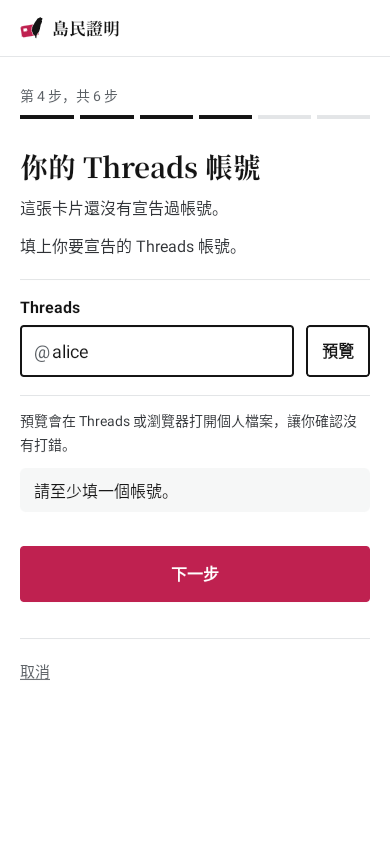 島民證明
第 4 步，共 6 步
你的 Threads 帳號
這張卡片還沒有宣告過帳號。
填上你要宣告的 Threads 帳號。
Threads
@alice
預覽
預覽會在 Threads 或瀏覽器打開個人檔案，讓你確認沒
有打錯。
請至少填一個帳號。
下一步
取消